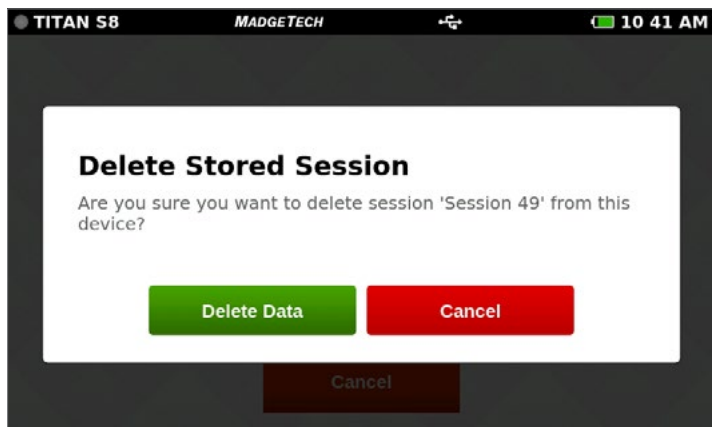 TITAN S8 MADGETECH 10 41 AM
Delete Stored Session
Are you sure you want to delete session 'Session 49' from this
device?
Delete Data Cancel
Cancel